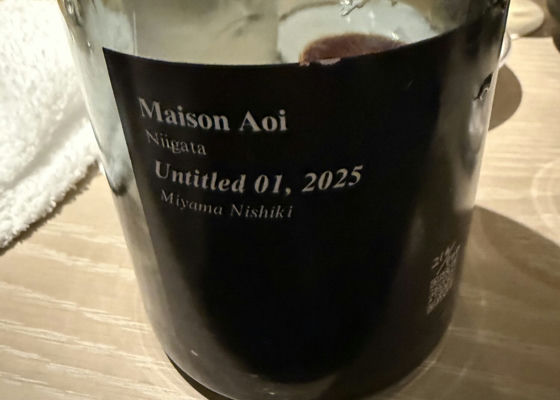 Maison Aoi
Niigata
Untitled 01, 2025
Miyama Nishiki